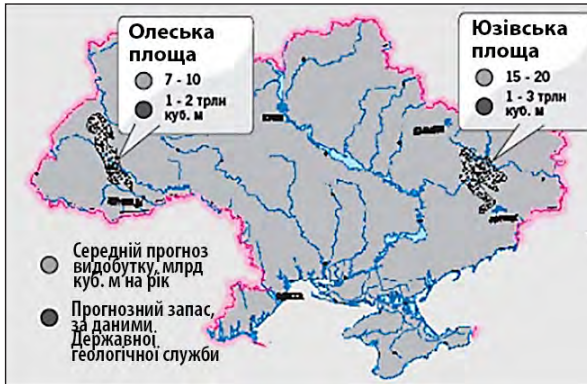 Олеська
площа
7 - 10
1 - 2 трлн
куб. м
Юзівська
площа
15 - 20
1 - 3 трлн
куб. м
Середній прогноз
видобутку, млрд
куб. м на рік
Прогнозний запас,
за даними
Державної
геологічної служби